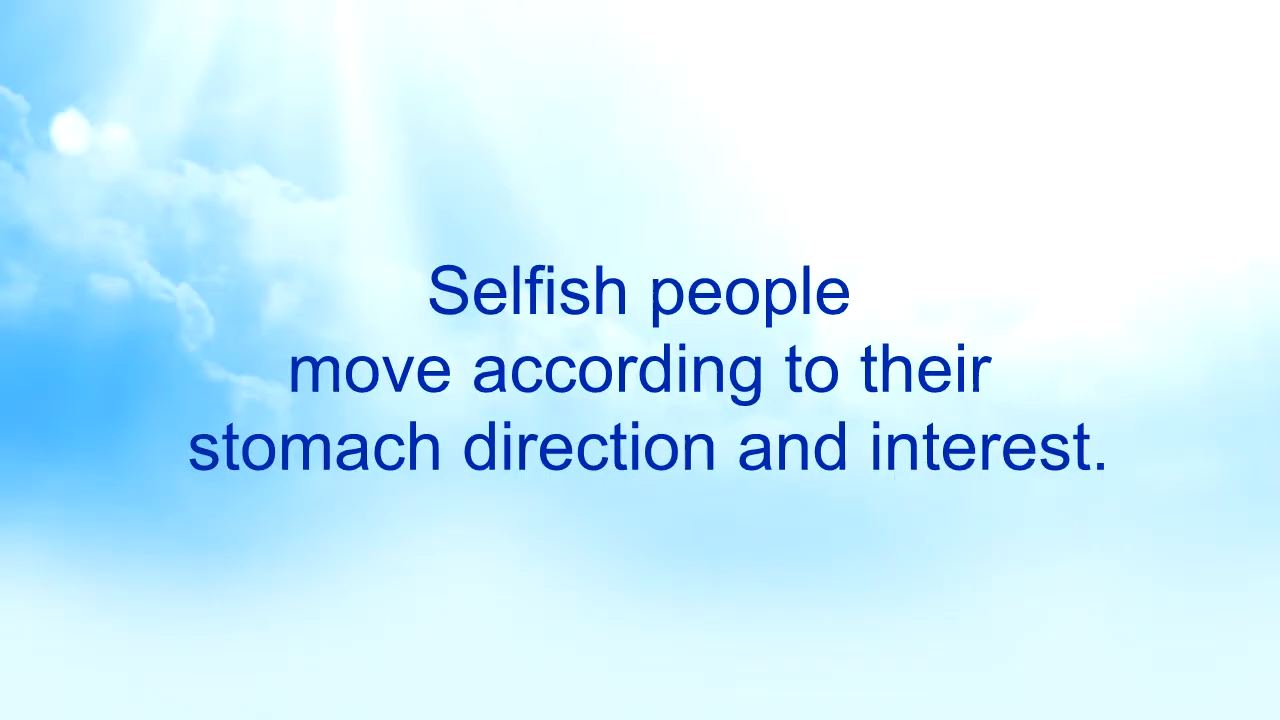 Selfish people
move according to their
stomach direction and interest.